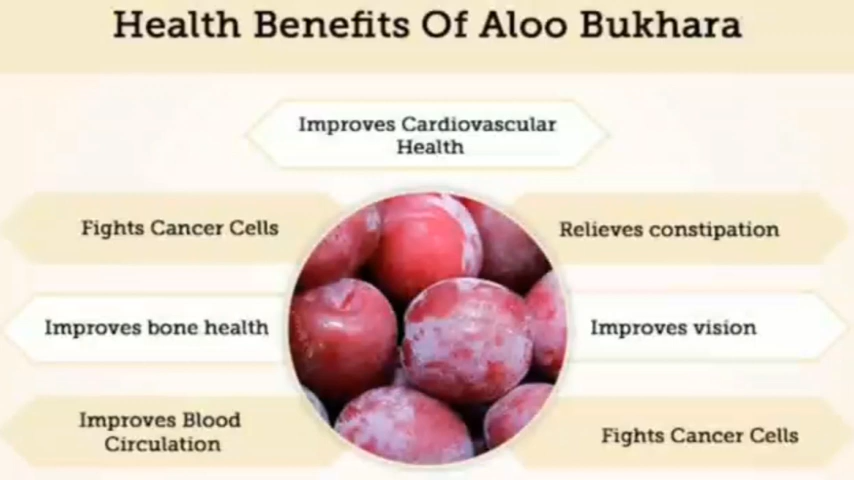 Health Benefits Of Aloo Bukhara
Improves Cardiovascular
Health
Fights Cancer Cells
Relieves constipation
Improves bone health
Improves vision
Improves Blood
Circulation
Fights Cancer Cells